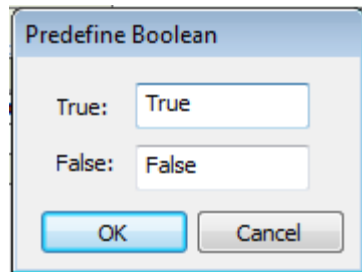 Predefine Boolean
True: True
False: False
OK Cancel